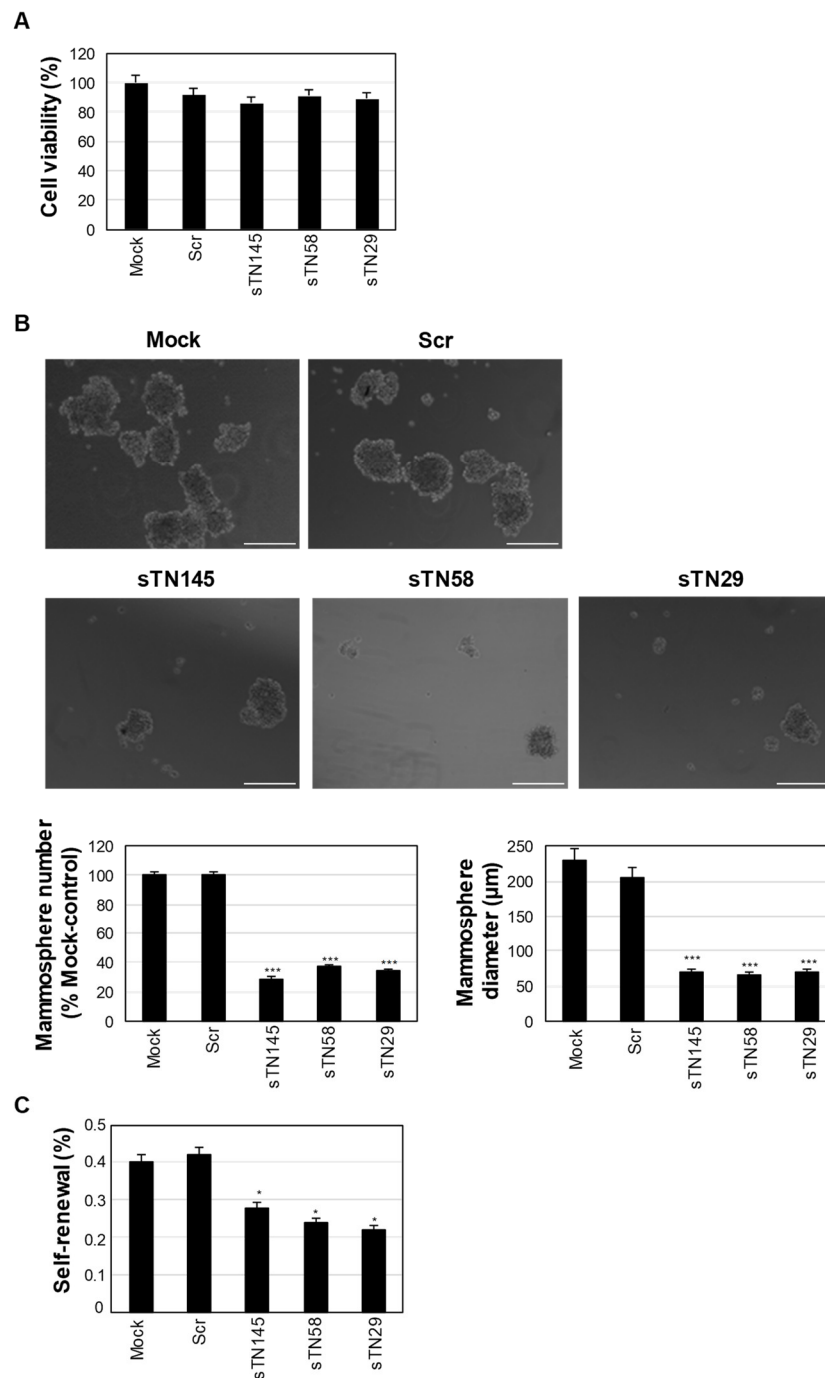 A
Cell viability (%)
120
100
80
60
40
20
0
Mock
Scr
sTN145
sTN58
sTN29
B
Mock
Scr
sTN145
sTN58
sTN29
Mammosphere number
(% Mock-control)
120
100
80
60
40
20
0
***
***
***
Mock
Scr
sTN145
sTN58
sTN29
Mammosphere
diameter (µm)
250
200
150
100
50
0
***
***
***
Mock
Scr
sTN145
sTN58
sTN29
C
Self-renewal (%)
0.5
0.4
0.3
0.2
0.1
0
*
*
*
Mock
Scr
sTN145
sTN58
sTN29